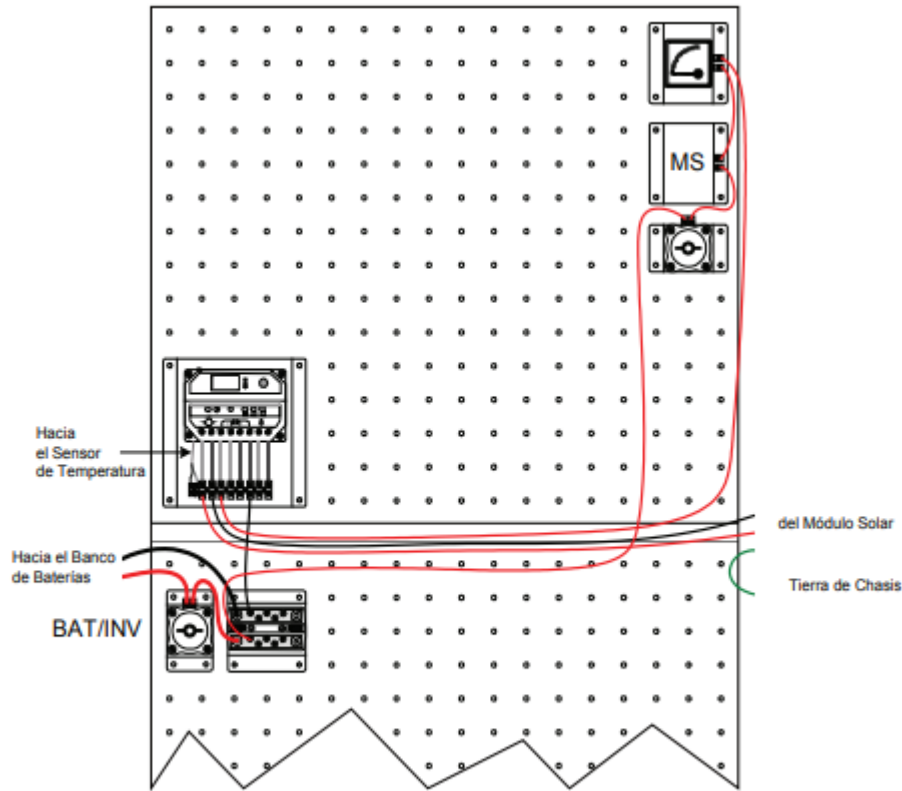 MS
Hacia
el Sensor
de Temperatura
del Módulo Solar
Hacia el Banco
de Baterías
Tierra de Chasis
BAT/INV